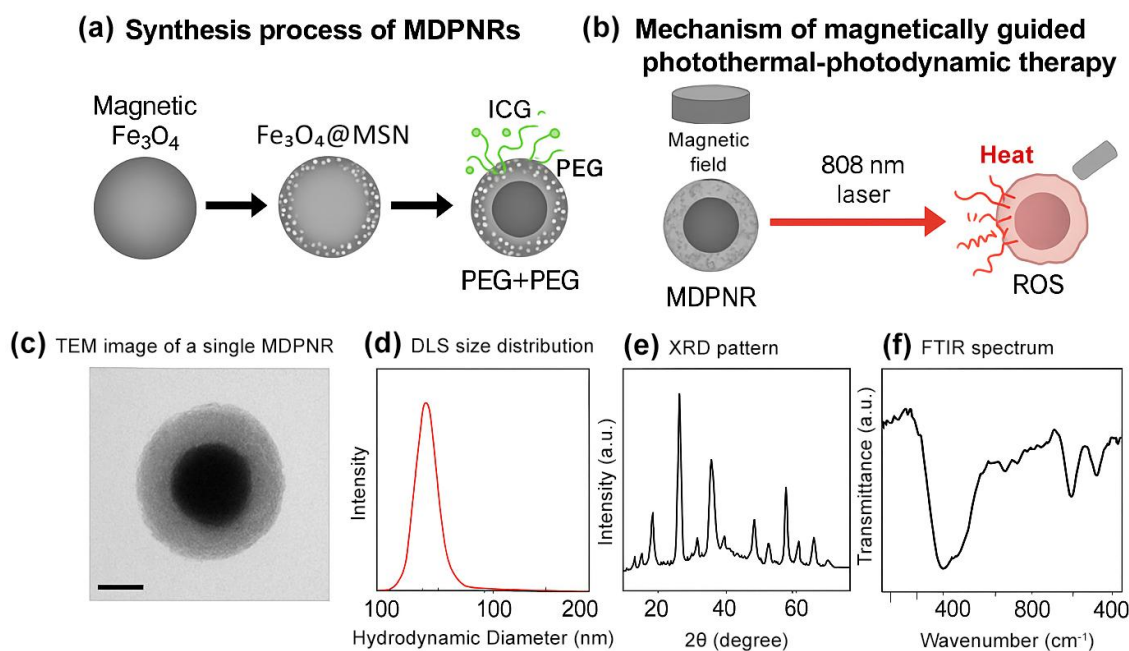 (a) Synthesis process of MDPNRs
Magnetic
Fe₃O₄
Fe₃O₄@MSN
ICG
PEG
PEG+PEG
(b) Mechanism of magnetically guided
photothermal-photodynamic therapy
Magnetic
field
MDPNR
808 nm
laser
Heat
ROS
(c) TEM image of a single MDPNR
(d) DLS size distribution
Intensity
100 100 200
Hydrodynamic Diameter (nm)
(e) XRD pattern
Intensity (a.u.)
20 40 60
2θ (degree)
(f) FTIR spectrum
Transmittance (a.u.)
400 800 400
Wavenumber (cm⁻¹)